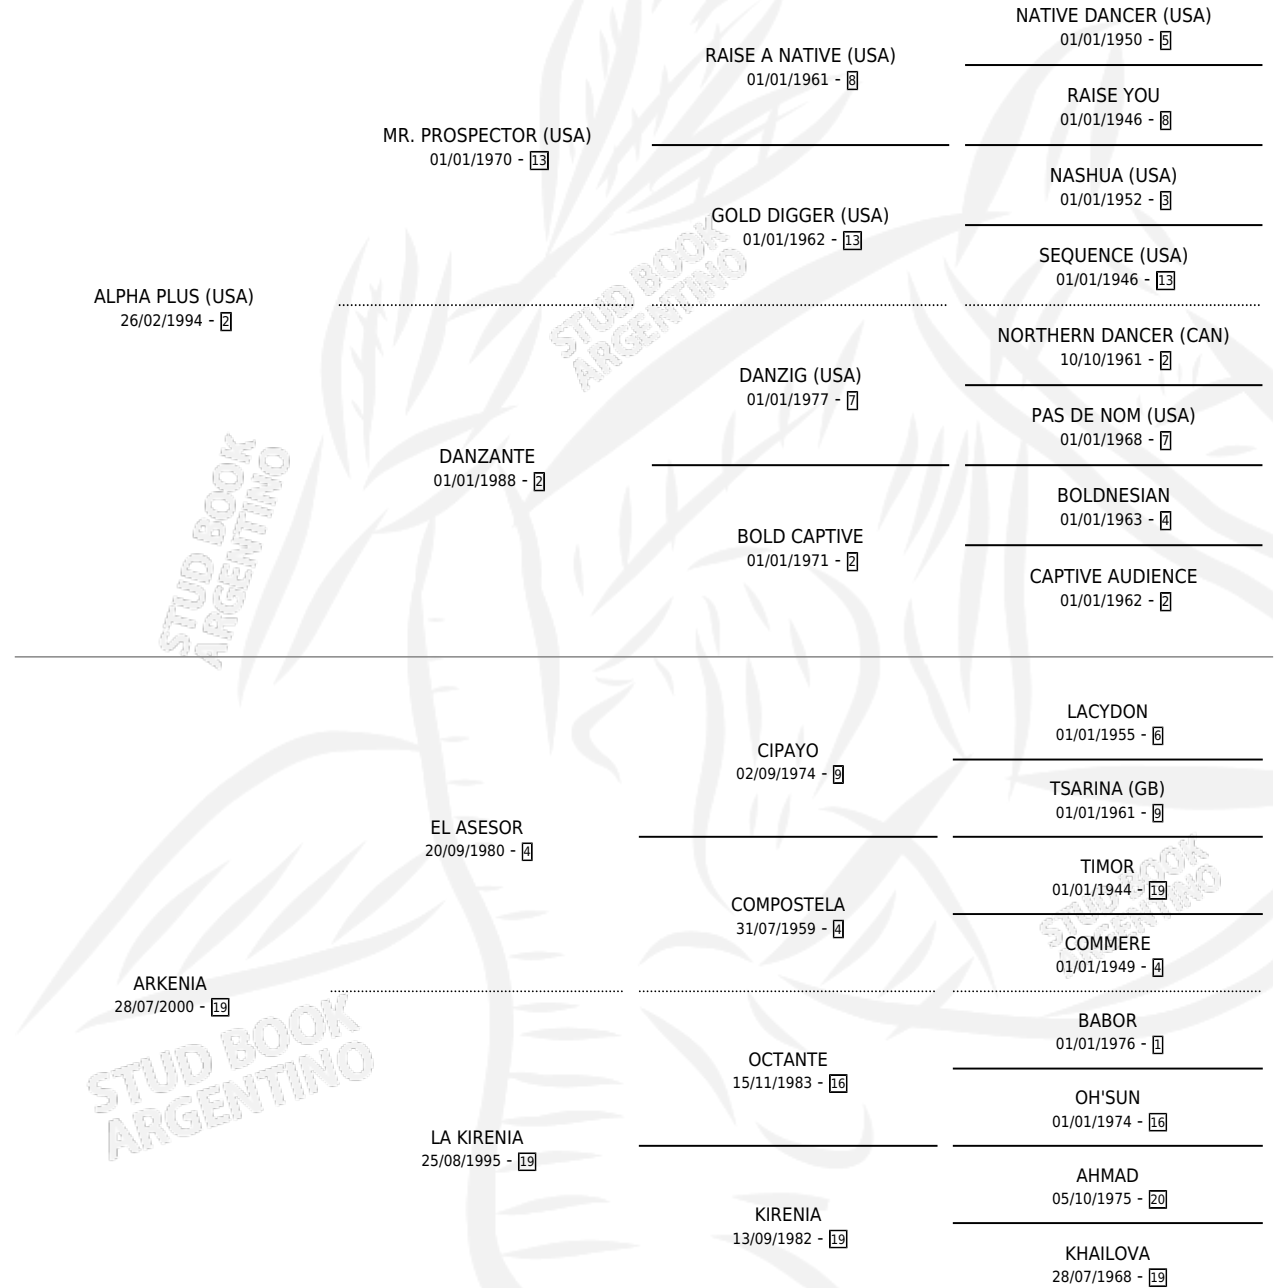 NATIVE DANCER (USA)
01/01/1950 - 5
RAISE A NATIVE (USA)
01/01/1961 - 8
RAISE YOU
01/01/1946 - 8
MR. PROSPECTOR (USA)
01/01/1970 - 13
NASHUA (USA)
01/01/1952 - 3
GOLD DIGGER (USA)
01/01/1962 - 13
SEQUENCE (USA)
01/01/1946 - 13
ALPHA PLUS (USA)
26/02/1994 - 2
NORTHERN DANCER (CAN)
10/10/1961 - 2
DANZIG (USA)
01/01/1977 - 7
PAS DE NOM (USA)
01/01/1968 - 7
DANZANTE
01/01/1988 - 2
BOLDNESIAN
01/01/1963 - 4
BOLD CAPTIVE
01/01/1971 - 2
CAPTIVE AUDIENCE
01/01/1962 - 2
STUD BOOK
ARGENTINO
STUD BOOK
ARGENTINO
LACYDON
01/01/1955 - 6
CIPAYO
02/09/1974 - 9
TSARINA (GB)
01/01/1961 - 9
EL ASESOR
20/09/1980 - 4
TIMOR
01/01/1944 - 19
COMPOSTELA
31/07/1959 - 4
COMMERE
01/01/1949 - 4
ARKENIA
28/07/2000 - 19
BABOR
01/01/1976 - 1
OCTANTE
15/11/1983 - 16
OH'SUN
01/01/1974 - 16
LA KIRENIA
25/08/1995 - 19
AHMAD
05/10/1975 - 20
KIRENIA
13/09/1982 - 19
KHAILOVA
28/07/1968 - 19
STUD BOOK
ARGENTINO
STUD BOOK
ARGENTINO